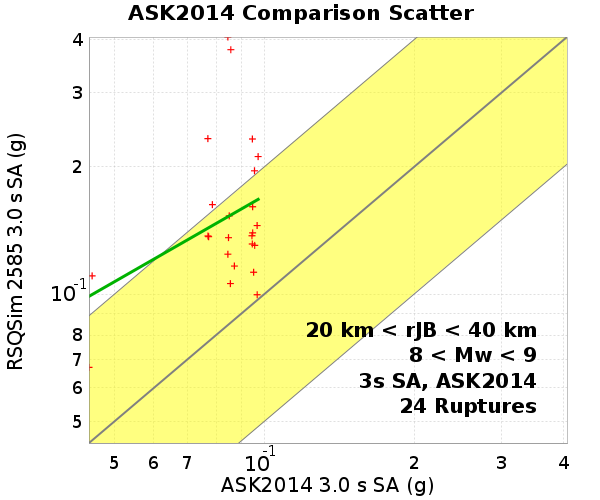 ASK2014 Comparison Scatter
RSQSim 2585 3.0 s SA (g)
4
3
2
10⁻¹
8
7
6
5
20 km < rJB < 40 km
8 < Mw < 9
3s SA, ASK2014
24 Ruptures
5 6 7 10⁻¹ 2 3 4
ASK2014 3.0 s SA (g)